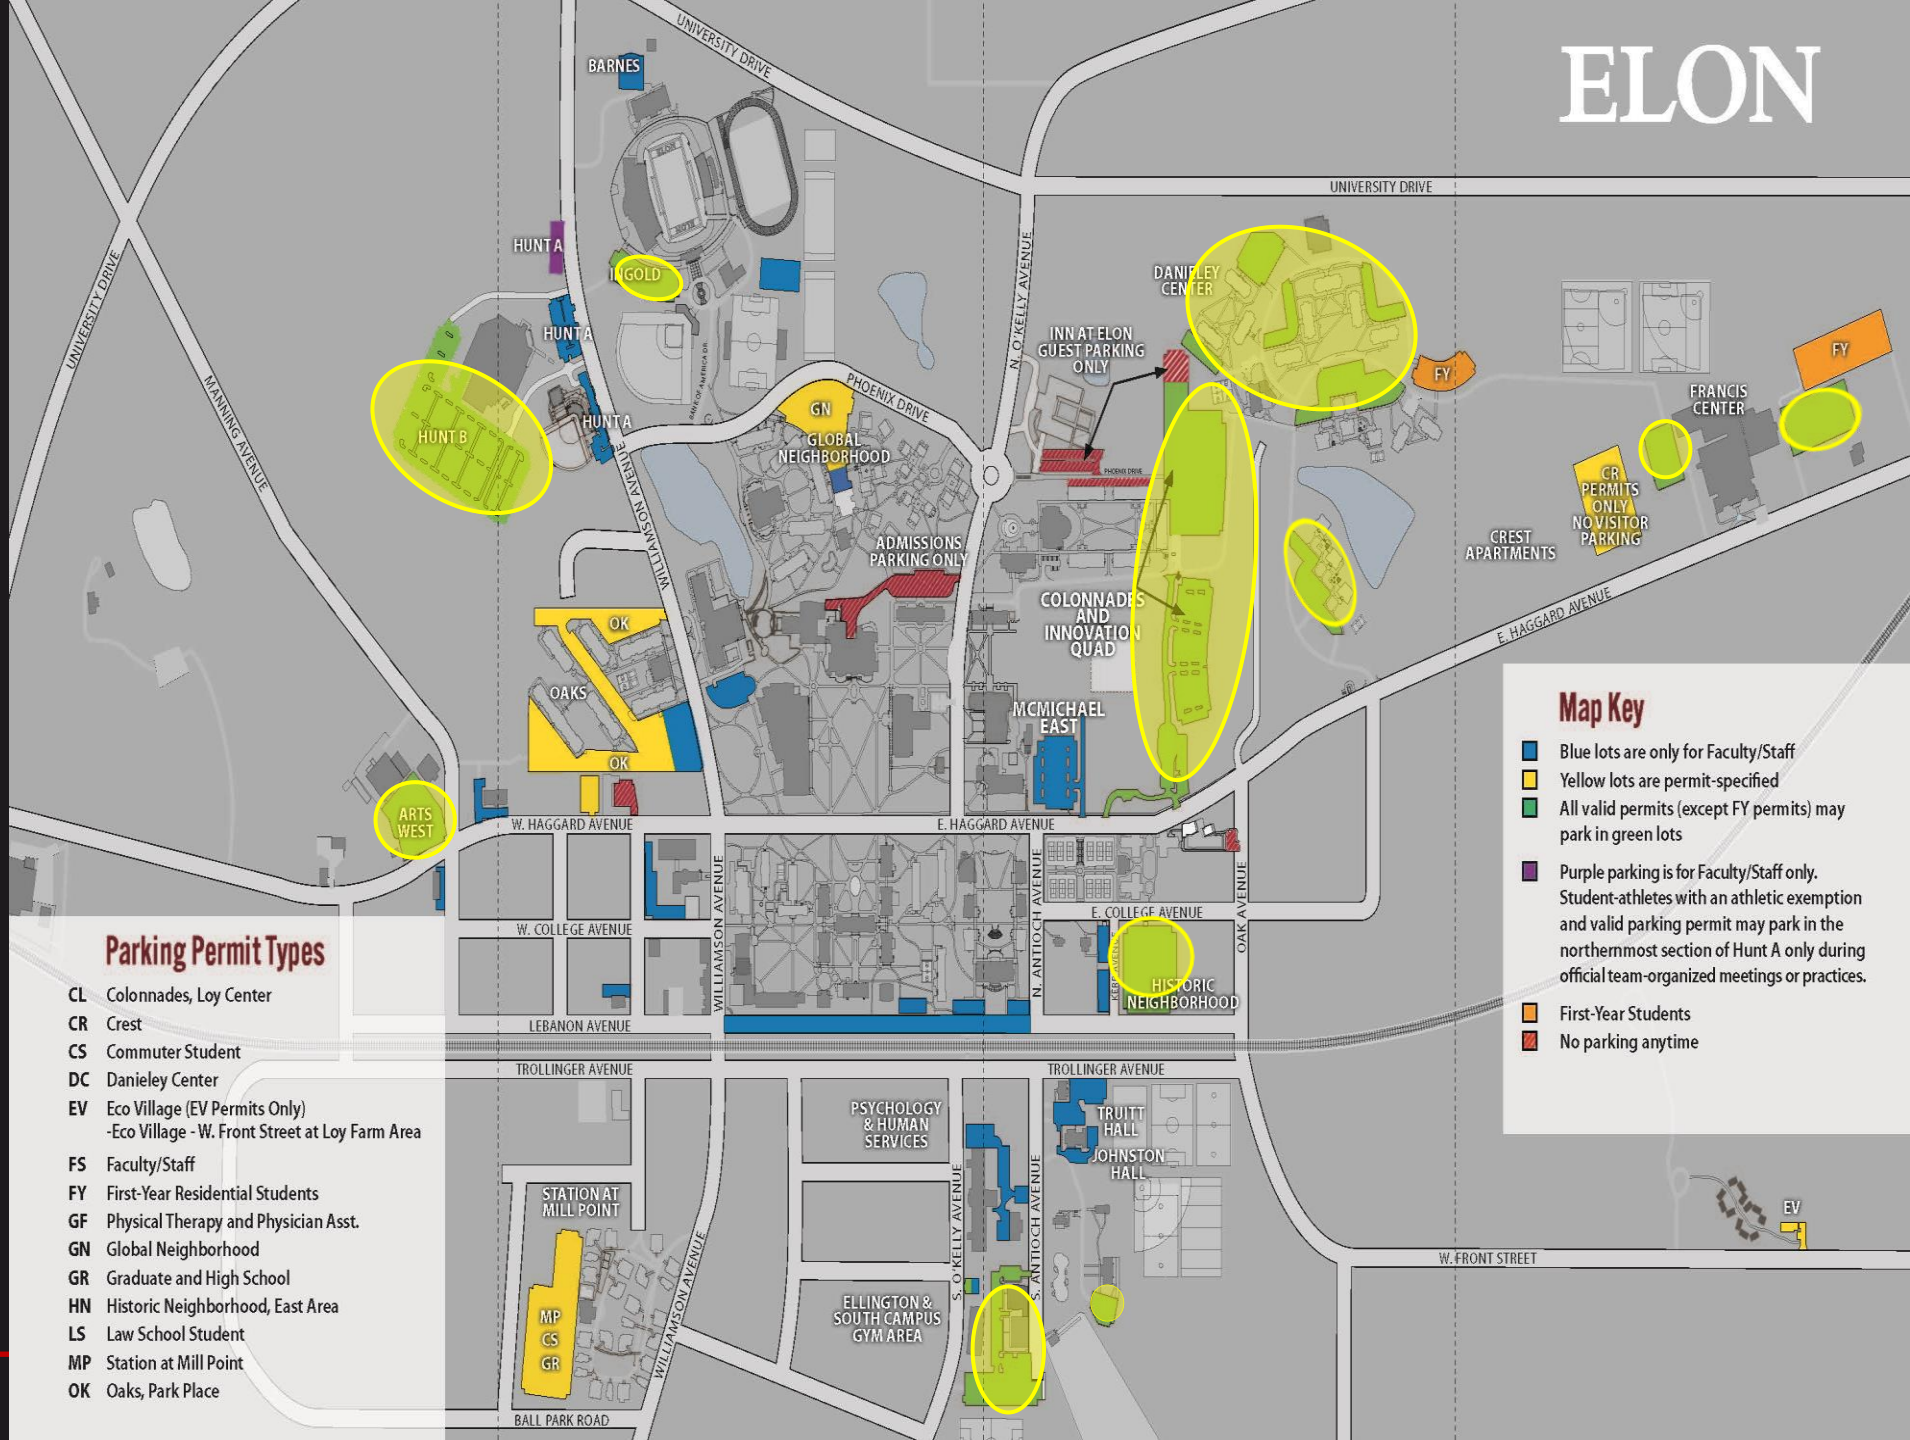 ELON
UNIVERSITY DRIVE
BARNES
ELON
UNIVERSITY DRIVE
HUNT A
INGOLD
N. O'KELLY AVENUE
DANIELEY
CENTER
UNIVERSITY DRIVE
HUNT A
INN AT ELON
GUEST PARKING
ONLY
FY
BANK OF AMERICA DR.
PHOENIX DRIVE
FY
MANNING AVENUE
GN
FRANCIS
CENTER
HUNT A
HUNT B
GLOBAL
NEIGHBORHOOD
PHOENIX DRIVE
CR
PERMITS
ONLY
NO VISITOR
PARKING
WILLIAMSON AVENUE
ADMISSIONS
PARKING ONLY
CREST
APARTMENTS
COLONNADES
AND
INNOVATION
QUAD
OK
E. HAGGARD AVENUE
OAKS
MCMICHAEL
EAST
OK
ARTS
WEST
W. HAGGARD AVENUE
E. HAGGARD AVENUE
WILLIAMSON AVENUE
N. ANTIOCH AVENUE
OAK AVENUE
E. COLLEGE AVENUE
W. COLLEGE AVENUE
HISTORIC
NEIGHBORHOOD
LEBANON AVENUE
TROLLINGER AVENUE
TROLLINGER AVENUE
PSYCHOLOGY
& HUMAN
SERVICES
TRUITT
HALL
JOHNSTON
HALL
STATION AT
MILL POINT
S. O'KELLY AVENUE
S. ANTIOCH AVENUE
EV
W. FRONT STREET
WILLIAMSON AVENUE
ELLINGTON &
SOUTH CAMPUS
GYM AREA
MP
CS
GR
BALL PARK ROAD
Map Key
Blue lots are only for Faculty/Staff
Yellow lots are permit-specified
All valid permits (except FY permits) may
park in green lots
Purple parking is for Faculty/Staff only.
Student-athletes with an athletic exemption
and valid parking permit may park in the
northernmost section of Hunt A only during
official team-organized meetings or practices.
First-Year Students
No parking anytime
Parking Permit Types
CL Colonnades, Loy Center
CR Crest
CS Commuter Student
DC Danieley Center
EV Eco Village (EV Permits Only)
-Eco Village - W. Front Street at Loy Farm Area
FS Faculty/Staff
FY First-Year Residential Students
GF Physical Therapy and Physician Asst.
GN Global Neighborhood
GR Graduate and High School
HN Historic Neighborhood, East Area
LS Law School Student
MP Station at Mill Point
OK Oaks, Park Place